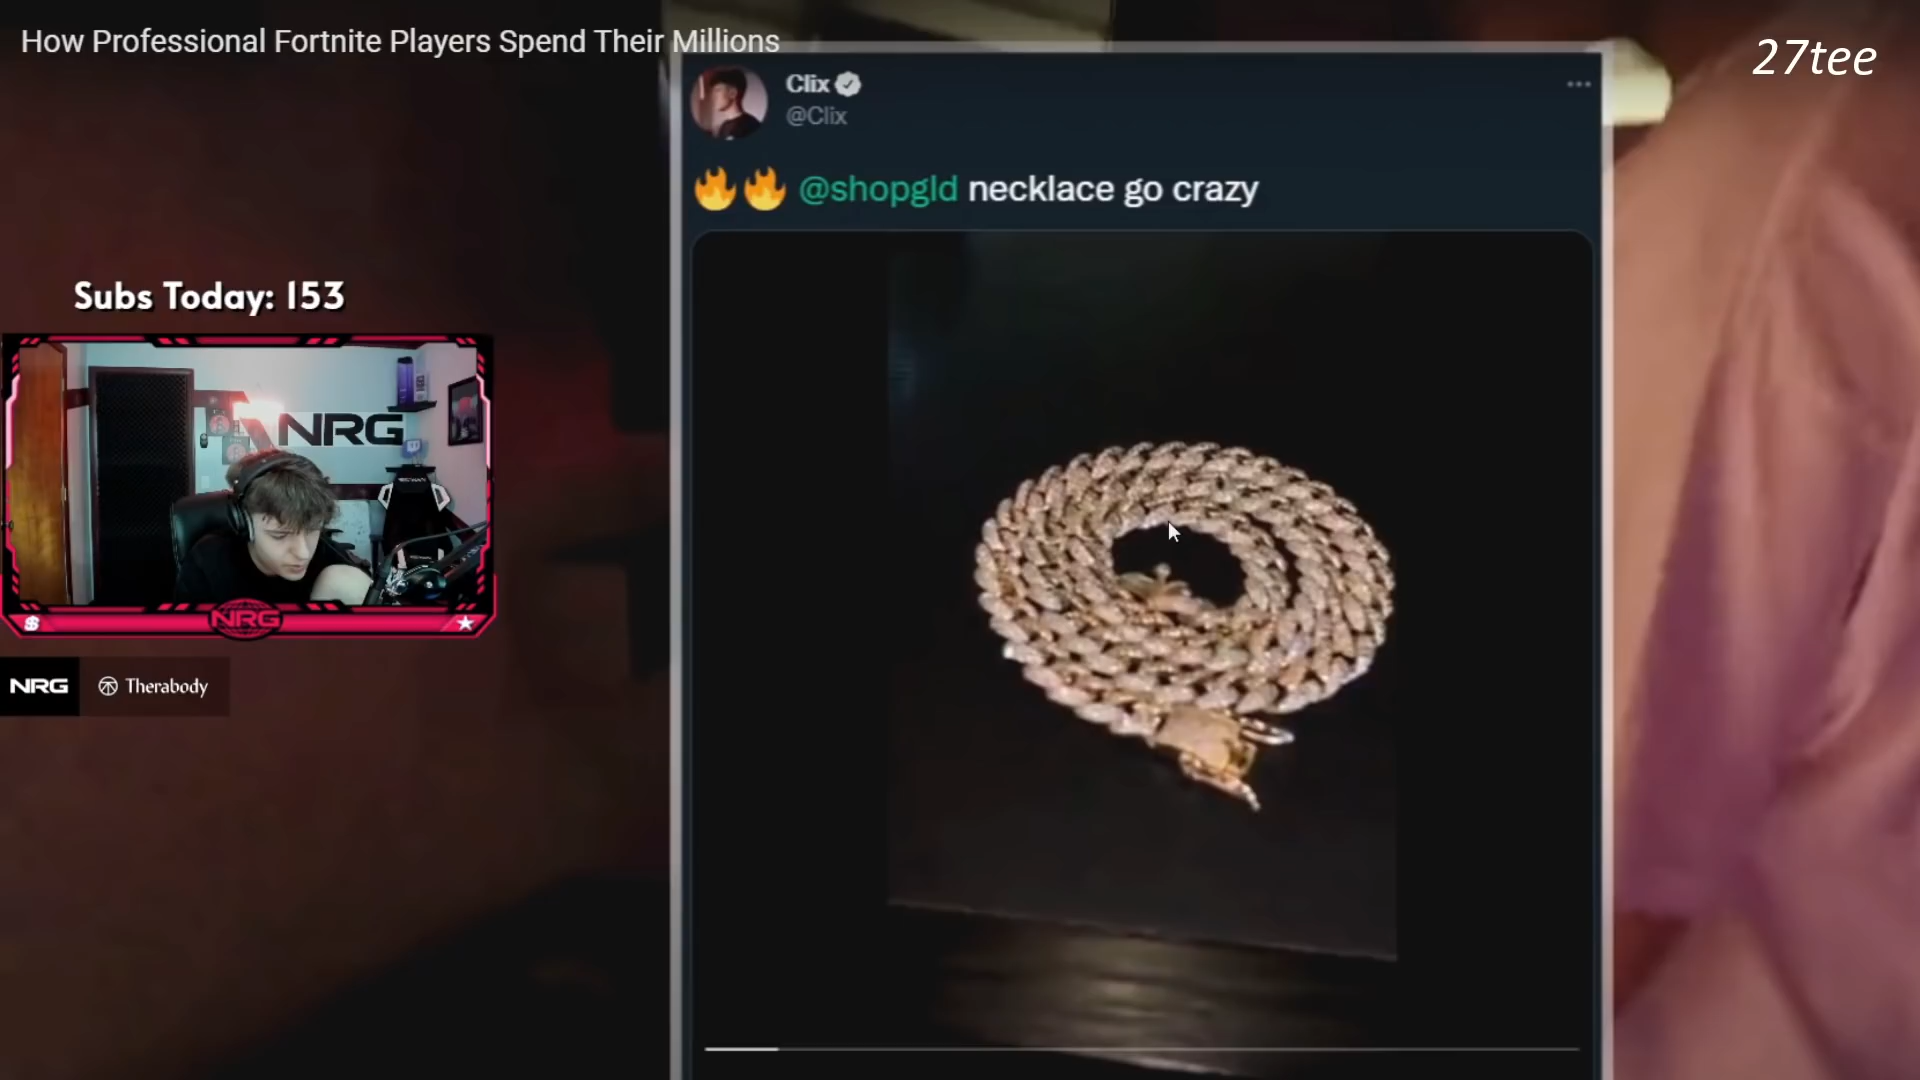 How Professional Fortnite Players Spend Their Millions
27tee
Clix
@Clix
🔥🔥 @shopgld necklace go crazy
Subs Today: 153
NRG
NRG
NRG
Therabody